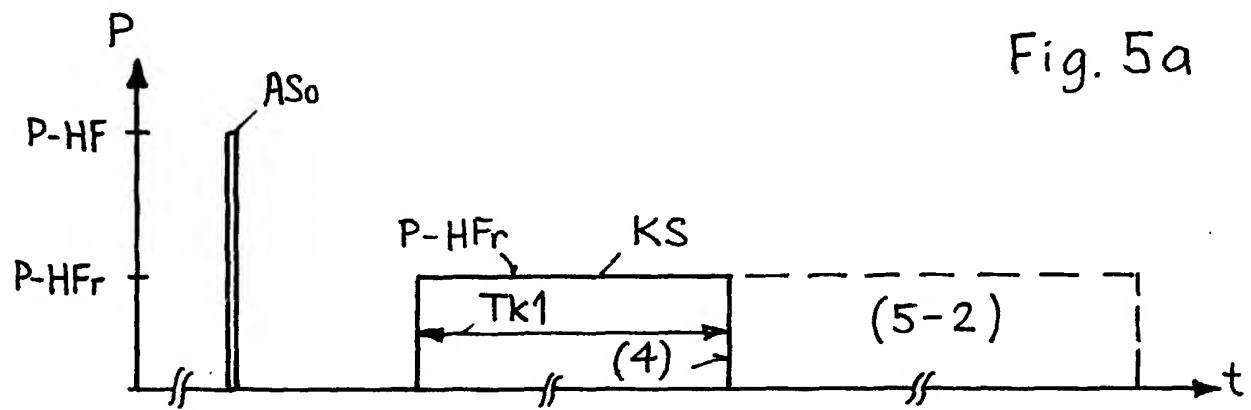 P
Fig. 5a
ASo
P-HF
P-HFr
KS
P-HFr
Tk1
(5-2)
(4)
t